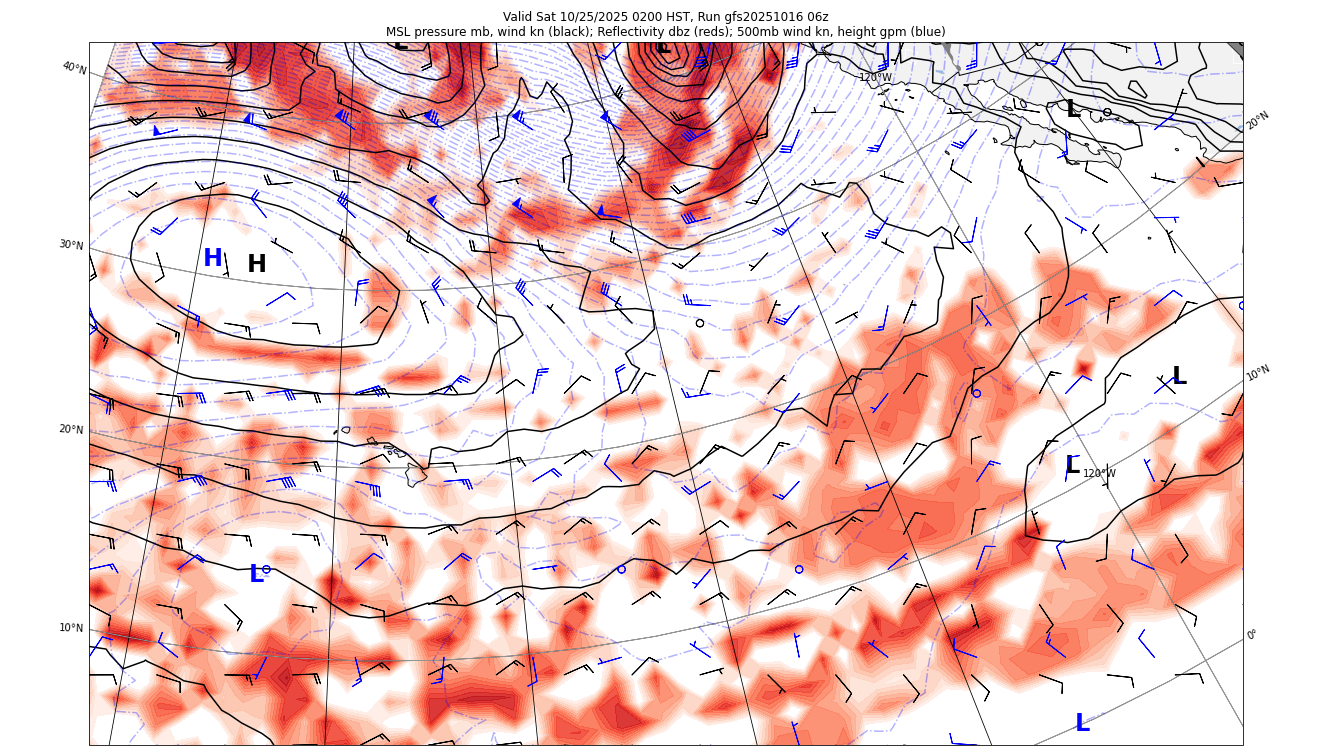 Valid Sat 10/25/2025 0200 HST, Run gfs20251016 06z
MSL pressure mb, wind kn (black); Reflectivity dbz (reds); 500mb wind kn, height gpm (blue)
L
L
40°N
120°W
L
20°N
30°N
H
H
10°N
L
20°N
L
120°W
L
10°N
0°
L